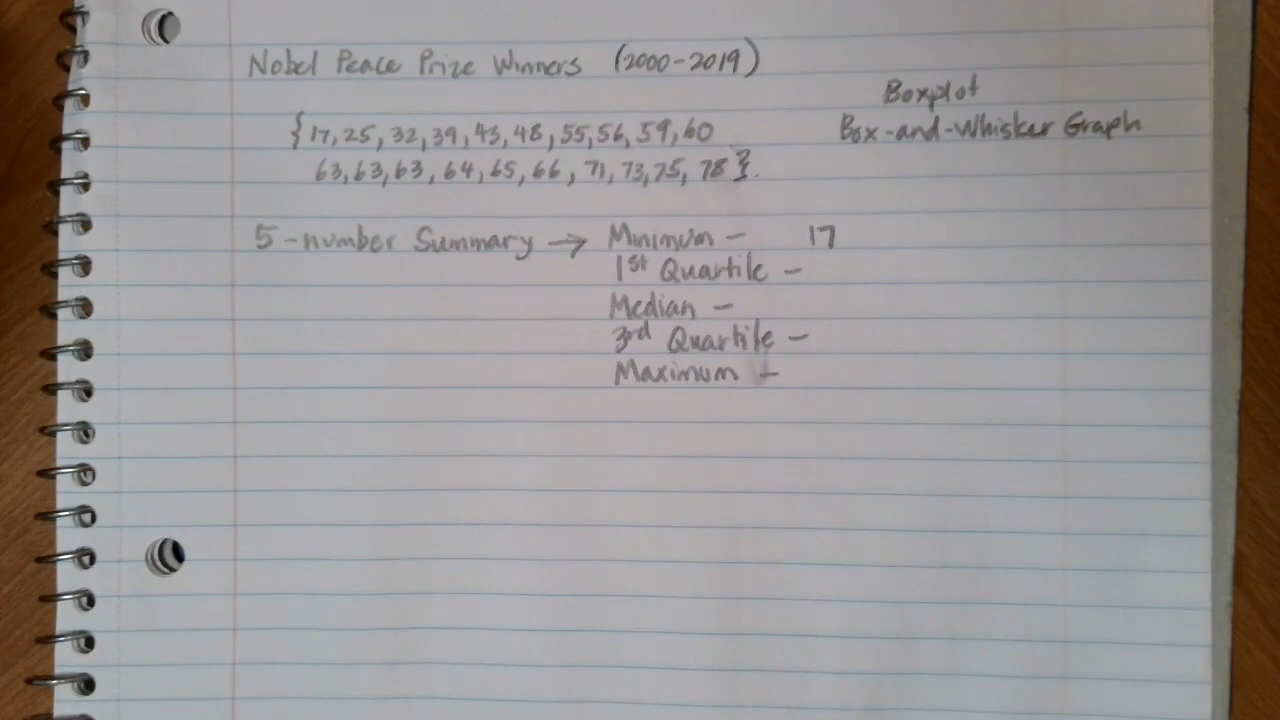 Nobel Peace Prize Winners (2000-2019)
Boxplot
Box-and-Whisker Graph
{17, 25, 32, 39, 43, 48, 55, 56, 59, 60
63, 63, 63, 64, 65, 66, 71, 73, 75, 78}.
5-number Summary → Minimum - 17
1st Quartile -
Median -
3rd Quartile -
Maximum -